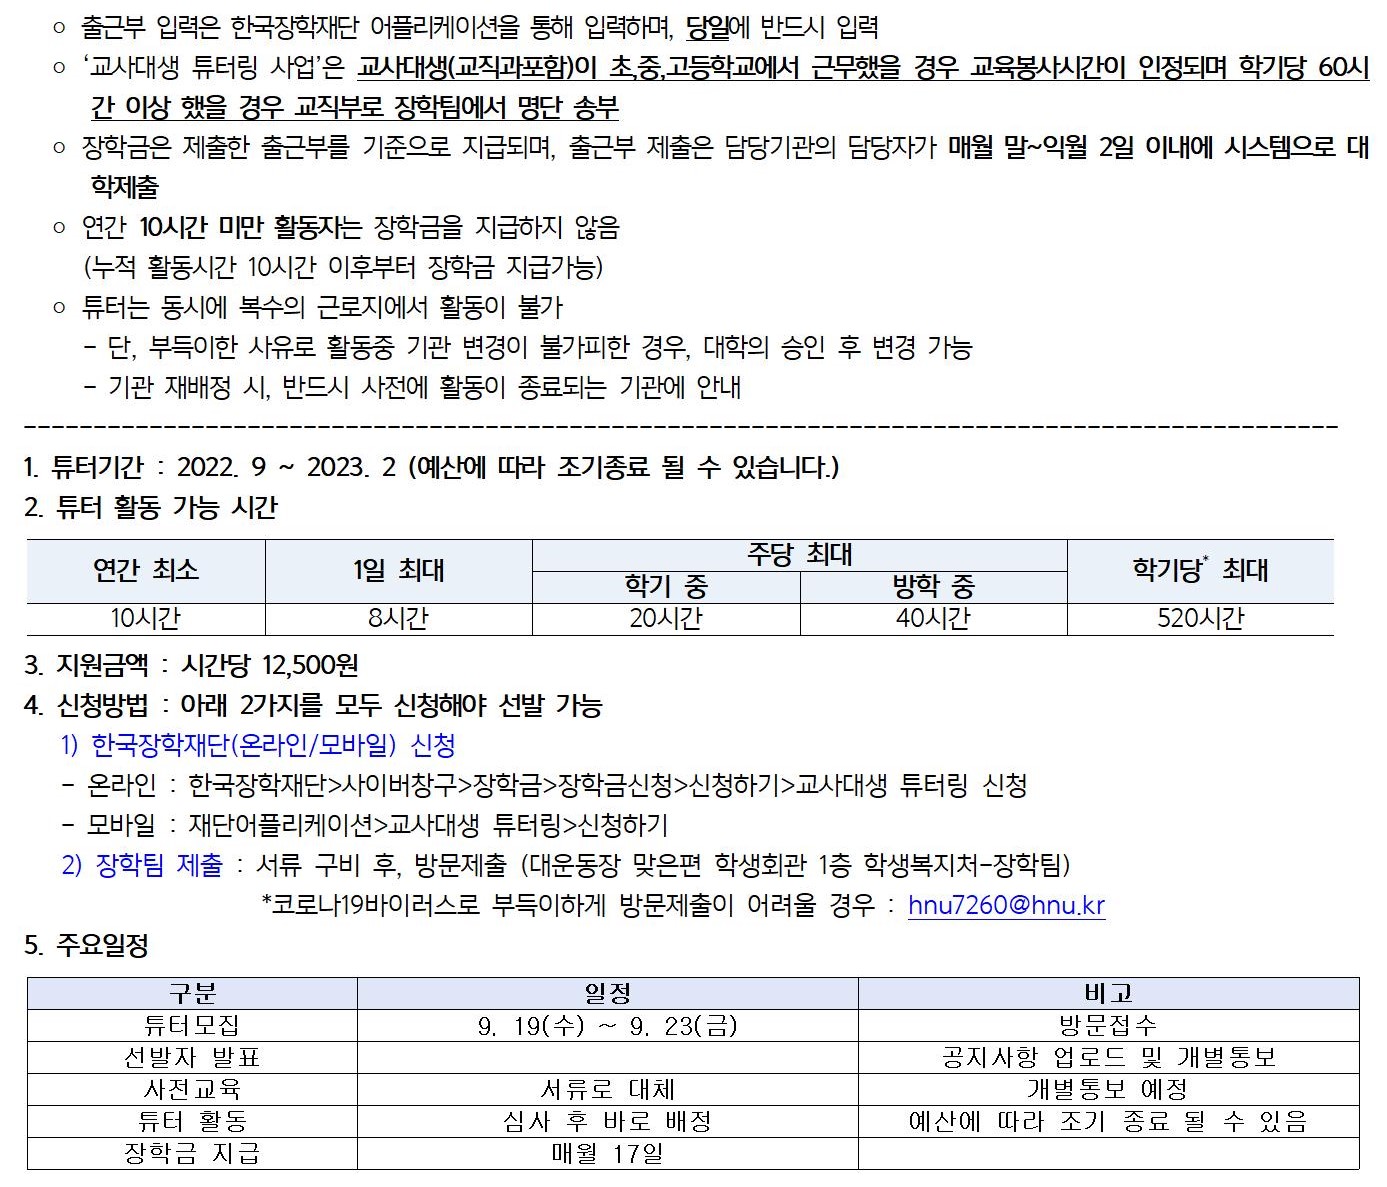 ○ 출근부 입력은 한국장학재단 어플리케이션을 통해 입력하며, 당일에 반드시 입력
○ ‘교사대생 튜터링 사업’은 교사대생(교직과포함)이 초,중,고등학교에서 근무했을 경우 교육봉사시간이 인정되며 학기당 60시
간 이상 했을 경우 교직부로 장학팀에서 명단 송부
○ 장학금은 제출한 출근부를 기준으로 지급되며, 출근부 제출은 담당기관의 담당자가 매월 말~익월 2일 이내에 시스템으로 대
학제출
○ 연간 10시간 미만 활동자는 장학금을 지급하지 않음
(누적 활동시간 10시간 이후부터 장학금 지급가능)
○ 튜터는 동시에 복수의 근로지에서 활동이 불가
- 단, 부득이한 사유로 활동중 기관 변경이 불가피한 경우, 대학의 승인 후 변경 가능
- 기관 재배정 시, 반드시 사전에 활동이 종료되는 기관에 안내
1. 튜터기간 : 2022. 9 ~ 2023. 2 (예산에 따라 조기종료 될 수 있습니다.)
2. 튜터 활동 가능 시간
연간 최소 1일 최대 주당 최대 학기당* 최대
학기 중 방학 중
10시간 8시간 20시간 40시간 520시간
3. 지원금액 : 시간당 12,500원
4. 신청방법 : 아래 2가지를 모두 신청해야 선발 가능
1) 한국장학재단(온라인/모바일) 신청
- 온라인 : 한국장학재단>사이버창구>장학금>장학금신청>신청하기>교사대생 튜터링 신청
- 모바일 : 재단어플리케이션>교사대생 튜터링>신청하기
2) 장학팀 제출 : 서류 구비 후, 방문제출 (대운동장 맞은편 학생회관 1층 학생복지처-장학팀)
*코로나19바이러스로 부득이하게 방문제출이 어려울 경우 : hnu7260@hnu.kr
5. 주요일정
구분 일정 비고
튜터모집 9. 19(수) ~ 9. 23(금) 방문접수
선발자 발표 공지사항 업로드 및 개별통보
사전교육 서류로 대체 개별통보 예정
튜터 활동 심사 후 바로 배정 예산에 따라 조기 종료 될 수 있음
장학금 지급 매월 17일